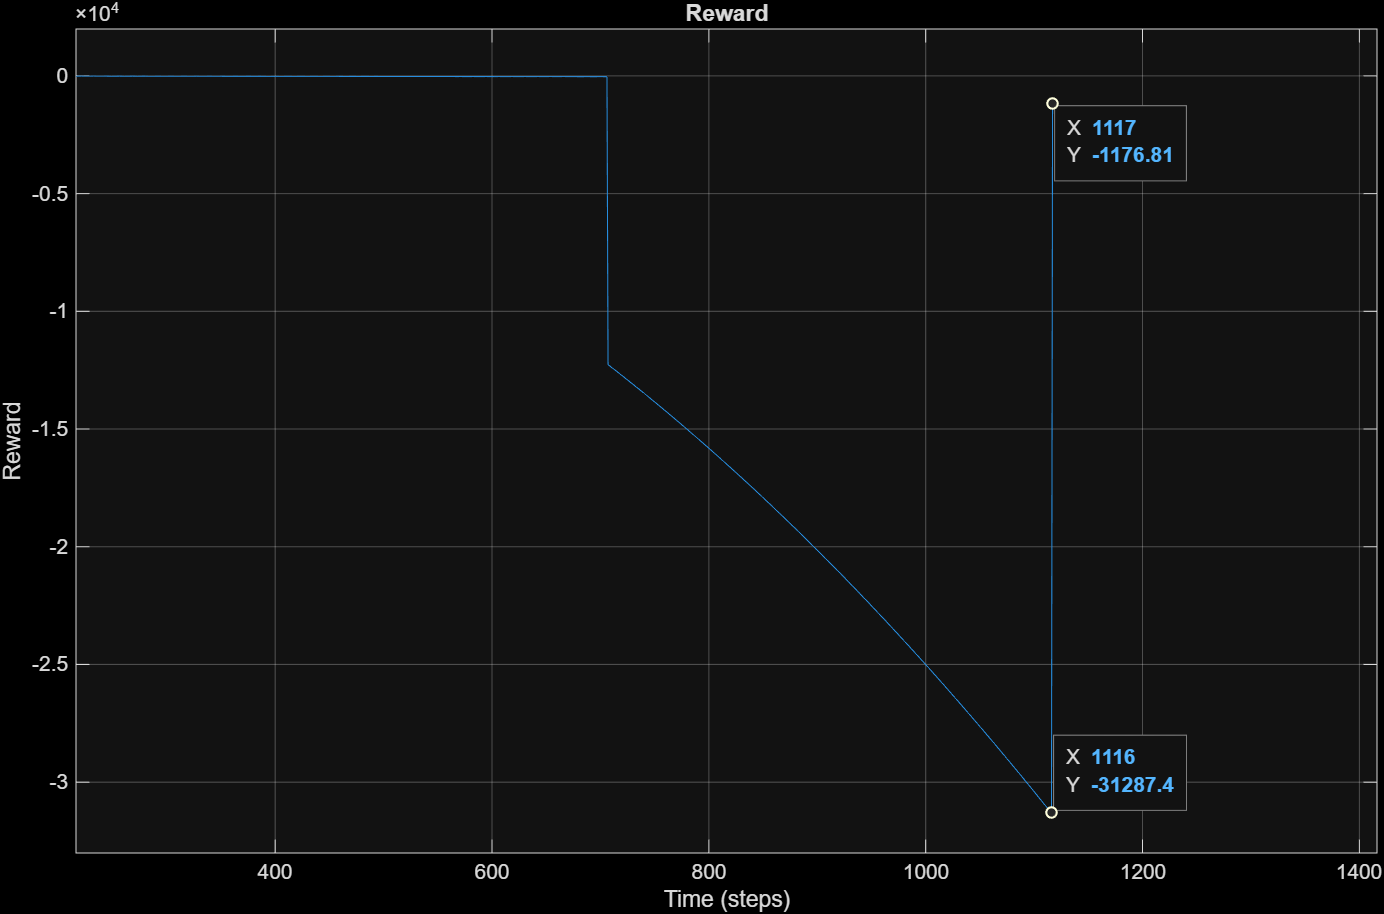 Reward
×10⁴
0
-0.5
-1
-1.5
-2
-2.5
-3
Reward
X 1117
Y -1176.81
X 1116
Y -31287.4
400 600 800 1000 1200 1400
Time (steps)